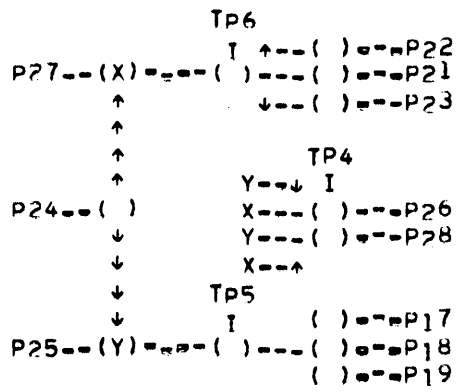 TP6
I ↑--( )---P22
P27--(X)----( ) ---( )---P21
↓--( )---P23
↑
↑
↑ TP4
↑ Y--↓ I
P24--( ) X---( )---P26
↓ Y---( )---P28
↓ X--↑
↓ TP5
↓ I ( )---P17
P25--(Y)----( )---( )---P18
( )---P19